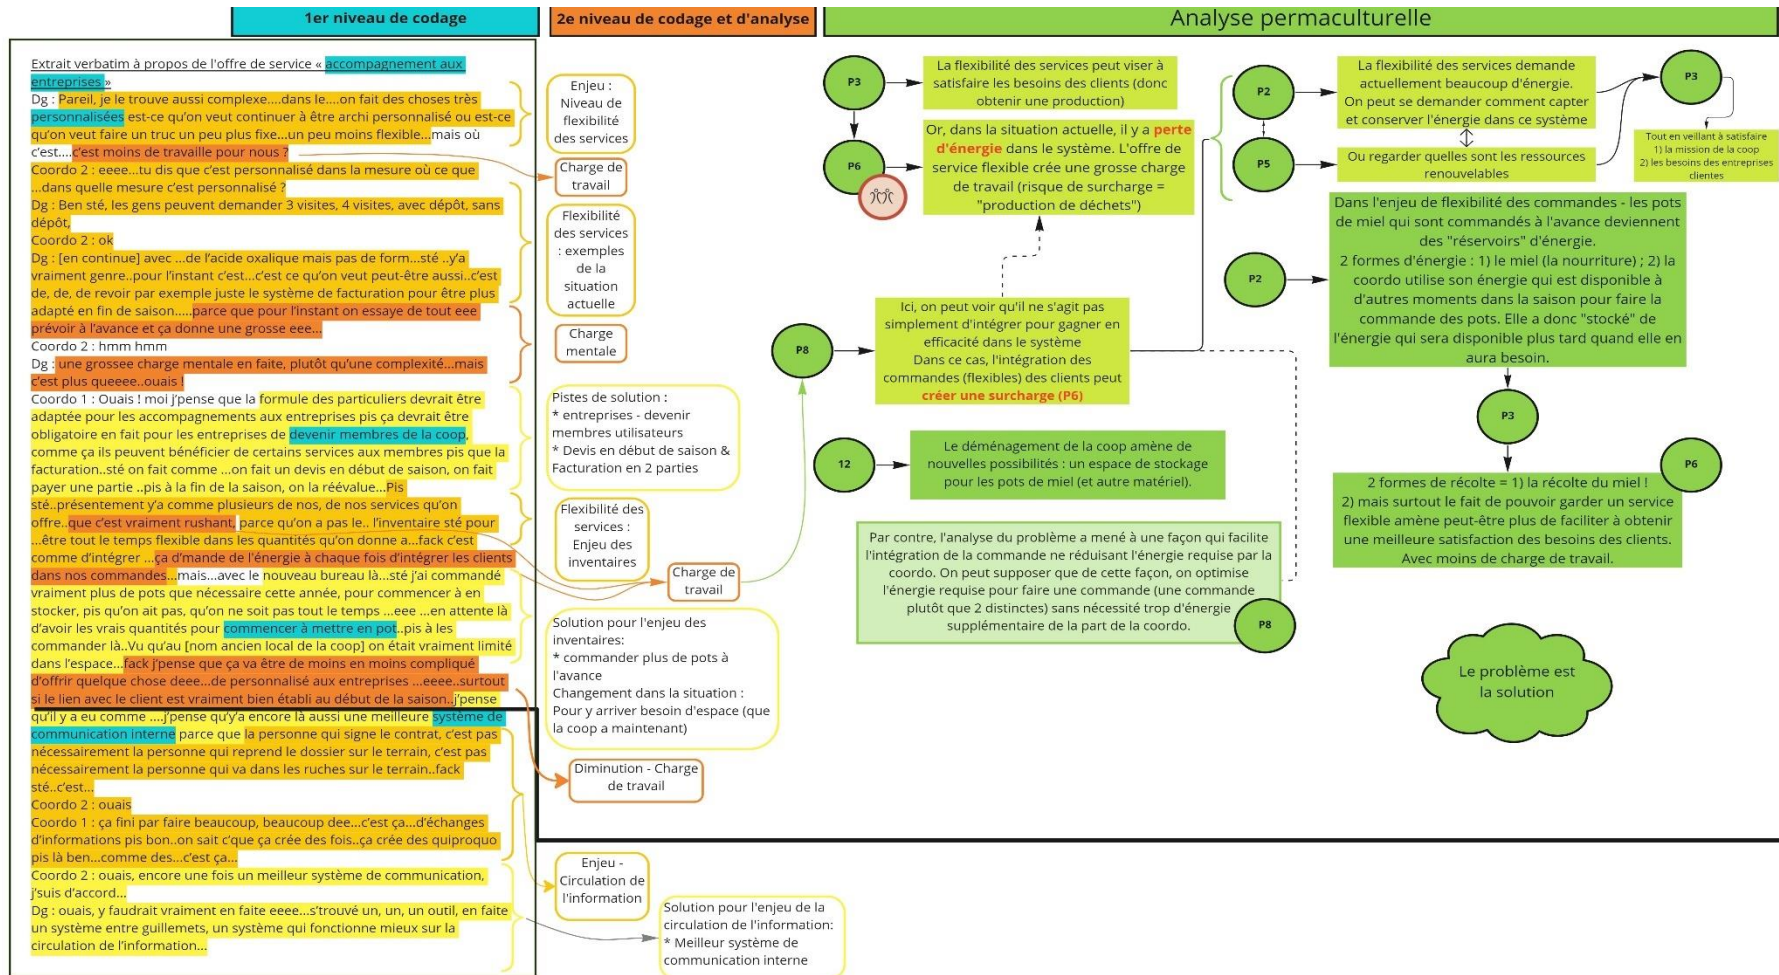 1er niveau de codage
2e niveau de codage et d'analyse
Analyse permaculturelle
Extrait verbatim à propos de l'offre de service « accompagnement aux
entreprises »
Dg : Pareil, je le trouve aussi complexe....dans le....on fait des choses très
personnalisées est-ce qu'on veut continuer à être archi personnalisé ou est-ce
qu'on veut faire un truc un peu plus fixe...un peu moins flexible...mais où
c'est....c'est moins de travaille pour nous ?
Coordo 2 : eeee...tu dis que c'est personnalisé dans la mesure où ce que
...dans quelle mesure c'est personnalisé ?
Dg : Ben sté, les gens peuvent demander 3 visites, 4 visites, avec dépôt, sans
dépôt,
Coordo 2 : ok
Dg : [en continue] avec ...de l'acide oxalique mais pas de form...sté ..y'a
vraiment genre..pour l'instant c'est...c'est ce qu'on veut peut-être aussi..c'est
de, de, de revoir par exemple juste le système de facturation pour être plus
adapté en fin de saison.....parce que pour l'instant on essaye de tout eee
prévoir à l'avance et ça donne une grosse eee...
Coordo 2 : hmm hmm
Dg : une grossee charge mentale en faite, plutôt qu'une complexité...mais
c'est plus queeee..ouais !
Coordo 1 : Ouais ! moi j'pense que la formule des particuliers devrait être
adaptée pour les accompagnements aux entreprises pis ça devrait être
obligatoire en fait pour les entreprises de devenir membres de la coop,
comme ça ils peuvent bénéficier de certains services aux membres pis que la
facturation..sté on fait comme ...on fait un devis en début de saison, on fait
payer une partie ..pis à la fin de la saison, on la réévalue...Pis
sté..présentement y'a comme plusieurs de nos, de nos services qu'on
offre..que c'est vraiment rushant, parce qu'on a pas le.. l'inventaire sté pour
...être tout le temps flexible dans les quantités qu'on donne a...fack c'est
comme d'intégrer ...ça d'mande de l'énergie à chaque fois d'intégrer les clients
dans nos commandes...mais...avec le nouveau bureau là...sté j'ai commandé
vraiment plus de pots que nécessaire cette année, pour commencer à en
stocker, pis qu'on ait pas, qu'on ne soit pas tout le temps ...eee ...en attente là
d'avoir les vrais quantités pour commencer à mettre en pot..pis à les
commander là..Vu qu'au [nom ancien local de la coop] on était vraiment limité
dans l'espace...fack j'pense que ça va être de moins en moins compliqué
d'offrir quelque chose deee...de personalisé aux entreprises ...eeee..surtout
si le lien avec le client est vraiment bien établi au début de la saison..j'pense
qu'il y a eu comme ....j'pense qu'y'a encore là aussi une meilleure système de
communication interne parce que la personne qui signe le contrat, c'est pas
nécessairement la personne qui reprend le dossier sur le terrain, c'est pas
nécessairement la personne qui va dans les ruches sur le terrain..fack
sté..c'est...
Coordo 2 : ouais
Coordo 1 : ça fini par faire beaucoup, beaucoup dee...c'est ça...d'échanges
d'informations pis bon..on sait c'que ça crée des fois..ça crée des quiproquo
pis là ben...comme des...c'est ça...
Coordo 2 : ouais, encore une fois un meilleur système de communication,
j'suis d'accord...
Dg : ouais, y faudrait vraiment en faite eeee...s'trouvé un, un, un outil, en faite
un système entre guillemets, un système qui fonctionne mieux sur la
circulation de l'information...
Enjeu :
Niveau de
flexibilité
des services
Charge de
travail
Flexibilité
des services
: exemples
de la
situation
actuelle
Charge
mentale
Pistes de solution :
* entreprises - devenir
membres utilisateurs
* Devis en début de saison &
Facturation en 2 parties
Flexibilité des
services :
Enjeu des
inventaires
Charge de
travail
Solution pour l'enjeu des
inventaires:
* commander plus de pots à
l'avance
Changement dans la situation :
Pour y arriver besoin d'espace (que
la coop a maintenant)
Diminution - Charge
de travail
Enjeu -
Circulation de
l'information
Solution pour l'enjeu de la
circulation de l'information:
* Meilleur système de
communication interne
P3
La flexibilité des services peut viser à
satisfaire les besoins des clients (donc
obtenir une production)
P6
Or, dans la situation actuelle, il y a perte
d'énergie dans le système. L'offre de
service flexible crée une grosse charge
de travail (risque de surcharge =
"production de déchets")
P8
Ici, on peut voir qu'il ne s'agit pas
simplement d'intégrer pour gagner en
efficacité dans le système
Dans ce cas, l'intégration des
commandes (flexibles) des clients peut
créer une surcharge (P6)
12
Le déménagement de la coop amène de
nouvelles possibilités : un espace de stockage
pour les pots de miel (et autre matériel).
Par contre, l'analyse du problème a mené à une façon qui facilite
l'intégration de la commande ne réduisant l'énergie requise par la
coordo. On peut supposer que de cette façon, on optimise
l'énergie requise pour faire une commande (une commande
plutôt que 2 distinctes) sans nécessité trop d'énergie
supplémentaire de la part de la coordo.
P8
P2
La flexibilité des services demande
actuellement beaucoup d'énergie.
On peut se demander comment capter
et conserver l'énergie dans ce système
P5
Ou regarder quelles sont les ressources
renouvelables
P3
Tout en veillant à satisfaire
1) la mission de la coop
2) les besoins des entreprises
clientes
P2
Dans l'enjeu de flexibilité des commandes - les pots
de miel qui sont commandés à l'avance deviennent
des "réservoirs" d'énergie.
2 formes d'énergie : 1) le miel (la nourriture) ; 2) la
coordo utilise son énergie qui est disponible à
d'autres moments dans la saison pour faire la
commande des pots. Elle a donc "stocké" de
l'énergie qui sera disponible plus tard quand elle en
aura besoin.
P3
P6
2 formes de récolte = 1) la récolte du miel !
2) mais surtout le fait de pouvoir garder un service
flexible amène peut-être plus de faciliter à obtenir
une meilleure satisfaction des besoins des clients.
Avec moins de charge de travail.
Le problème est
la solution